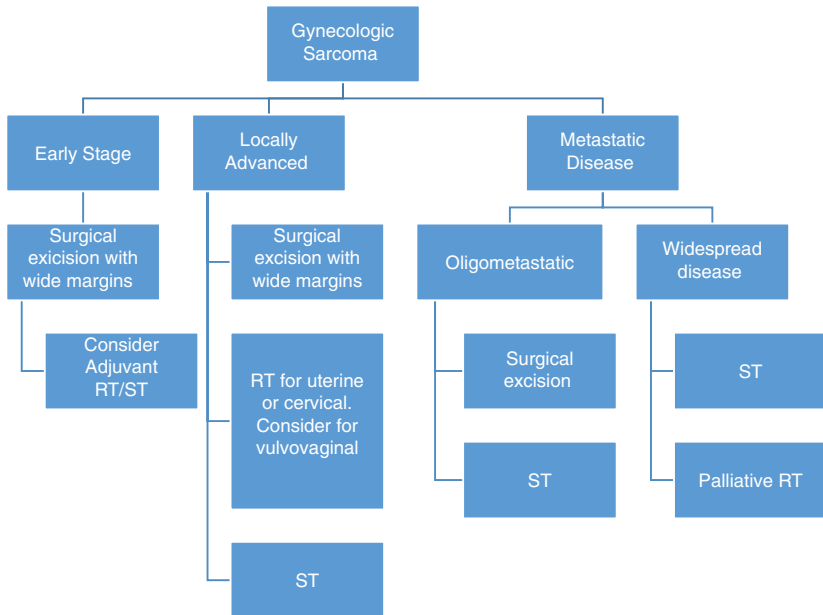 Gynecologic
Sarcoma
Early Stage
Locally
Advanced
Metastatic
Disease
Surgical
exicision with
wide margins
Surgical
excision with
wide margins
Oligometastatic
Widespread
disease
Consider
Adjuvant
RT/ST
RT for uterine
or cervical.
Consider for
vulvovaginal
Surgical
excision
ST
ST
Palliative RT
ST